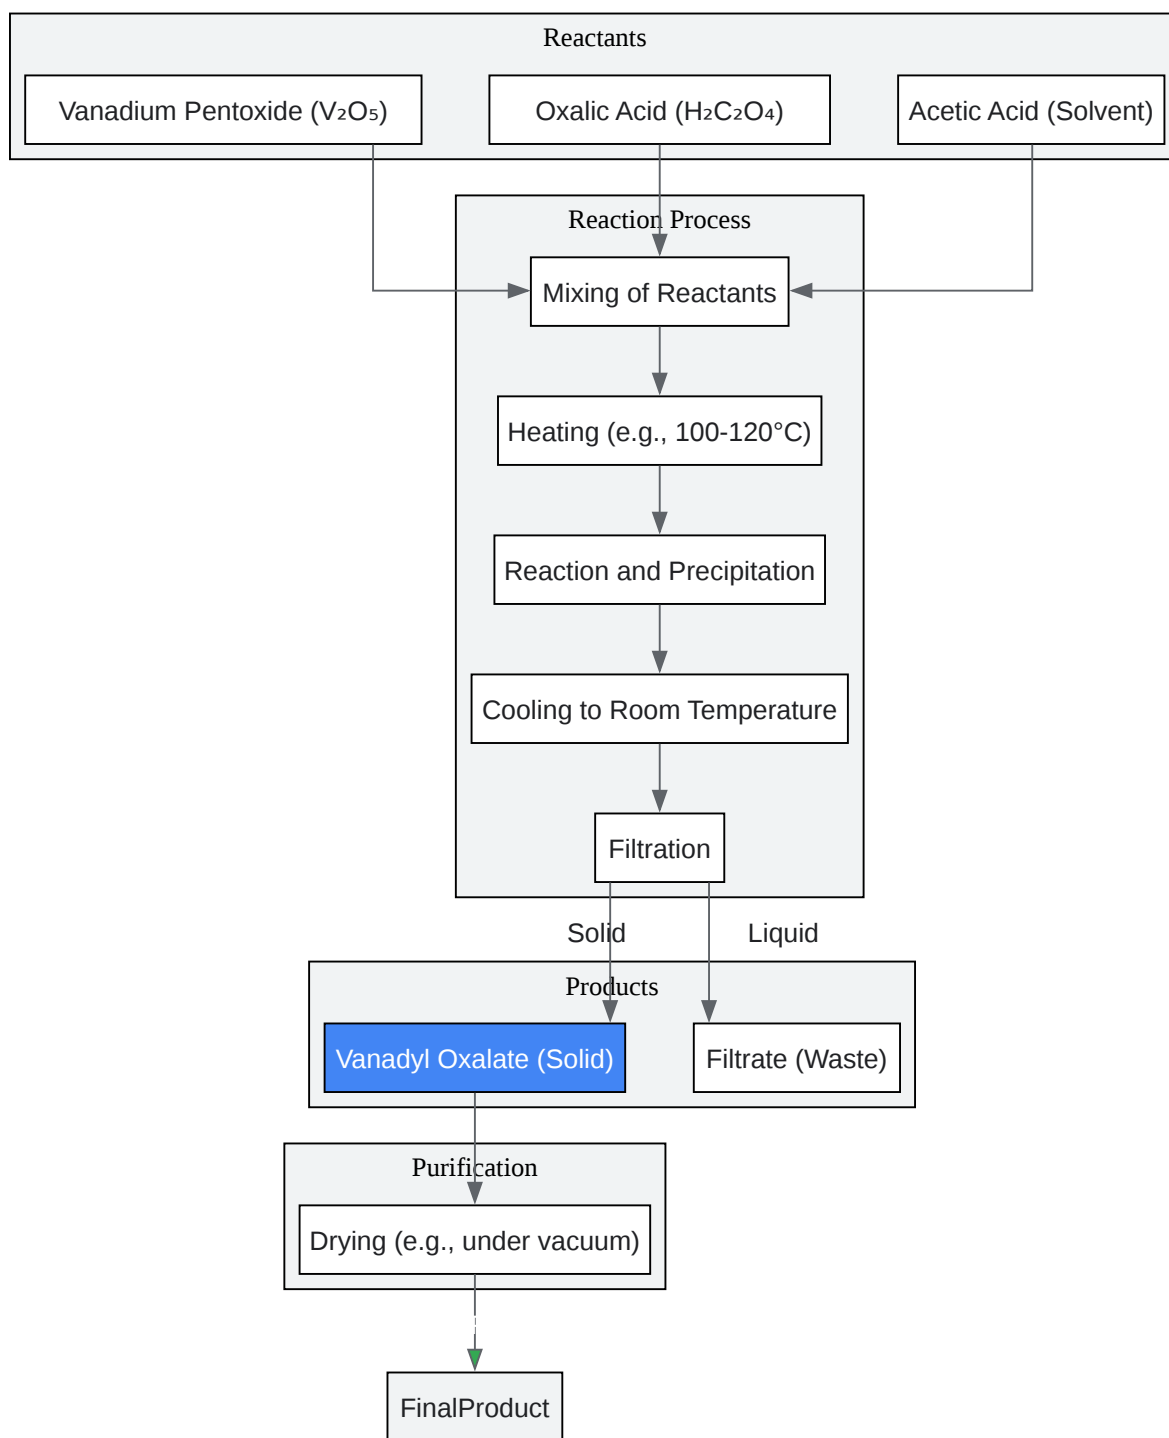 Reactants
Vanadium Pentoxide (V₂O₅)
Oxalic Acid (H₂C₂O₄)
Acetic Acid (Solvent)
Reaction Process
Mixing of Reactants
Heating (e.g., 100-120°C)
Reaction and Precipitation
Cooling to Room Temperature
Filtration
Solid
Liquid
Products
Vanadyl Oxalate (Solid)
Filtrate (Waste)
Purification
Drying (e.g., under vacuum)
FinalProduct